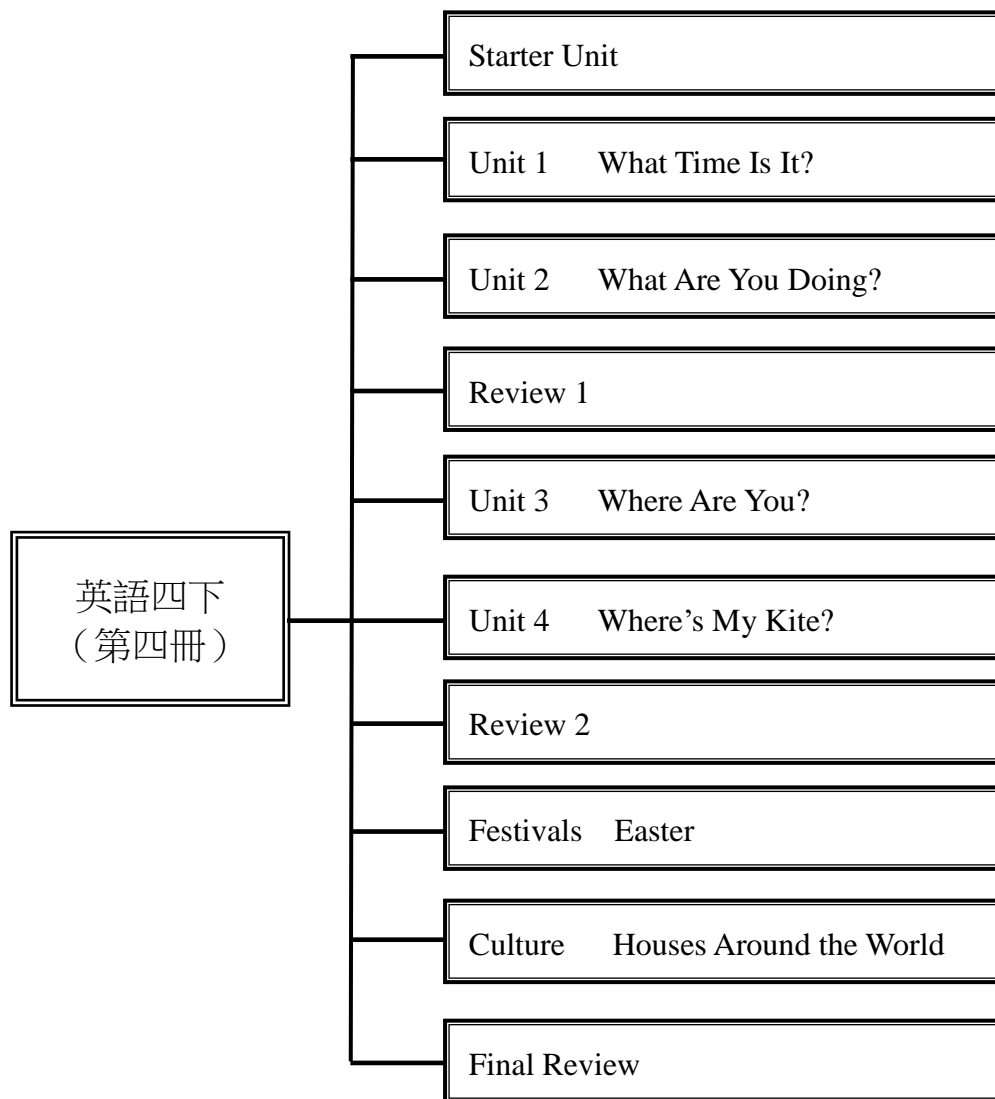 Starter Unit
Unit 1 What Time Is It?
Unit 2 What Are You Doing?
Review 1
Unit 3 Where Are You?
英語四下
（第四冊）
Unit 4 Where’s My Kite?
Review 2
Festivals Easter
Culture Houses Around the World
Final Review